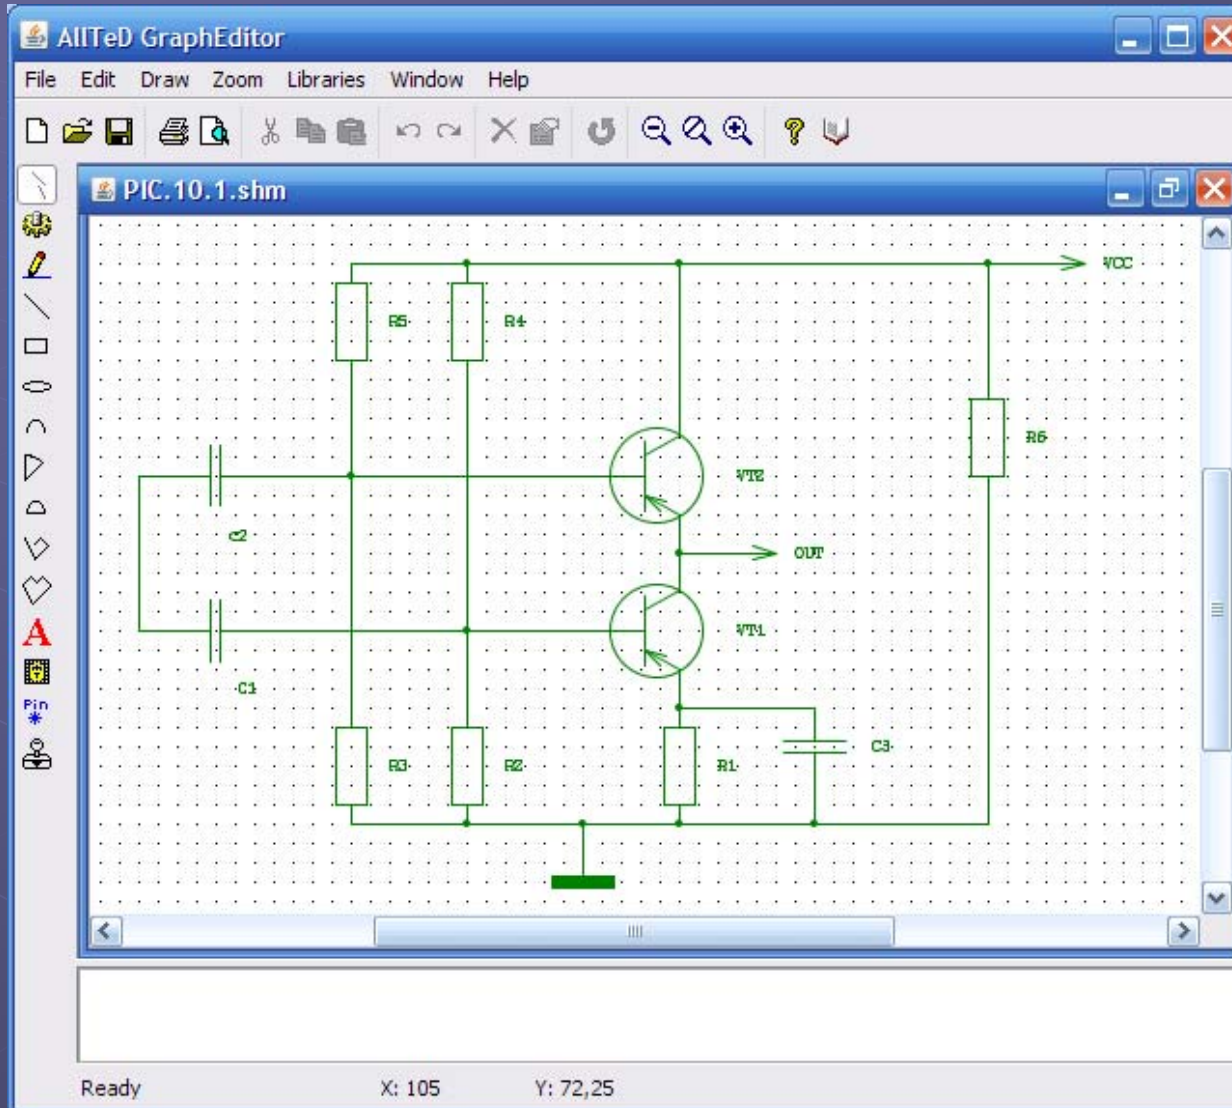 AllTeD GraphEditor
File Edit Draw Zoom Libraries Window Help
PIC.10.1.shm
VCC
R5 R4
R6
VT2
C2
OUT
VT1
C1
R3 R2 R1 C3
A
Pin
Ready X: 105 Y: 72,25